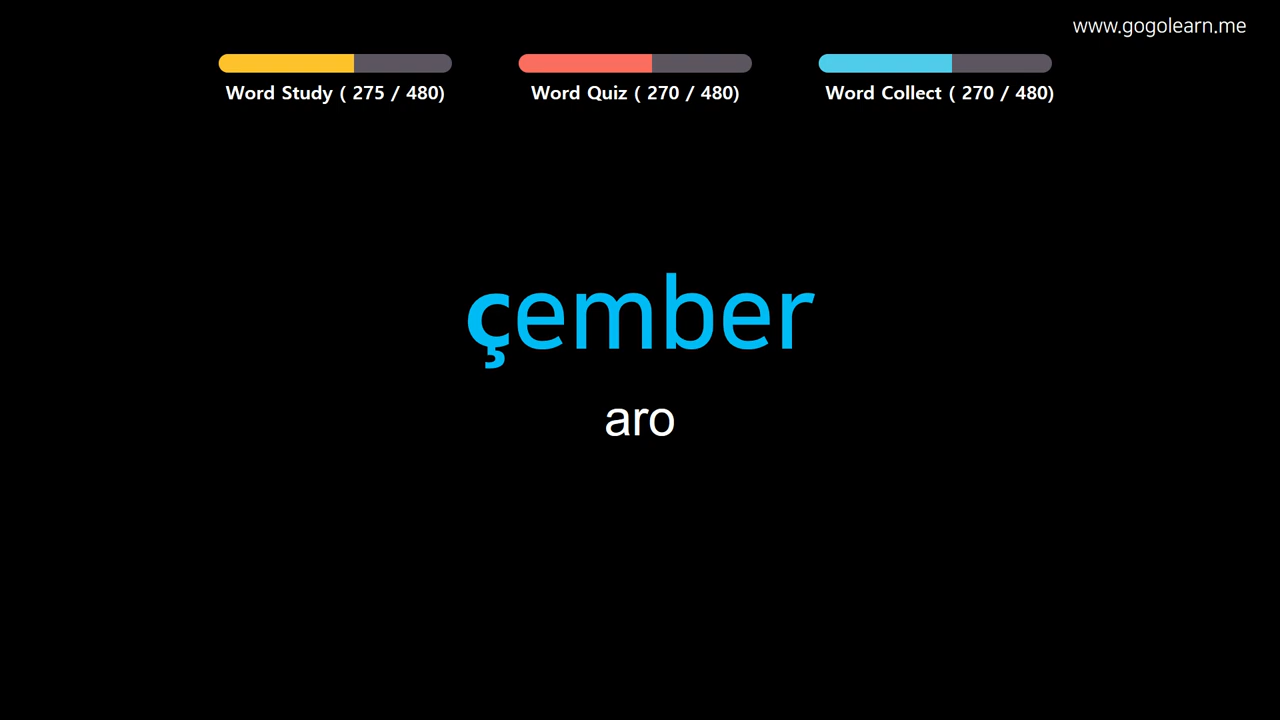 www.gogolearn.me
Word Study ( 275 / 480)
Word Quiz ( 270 / 480)
Word Collect ( 270 / 480)
çember
aro